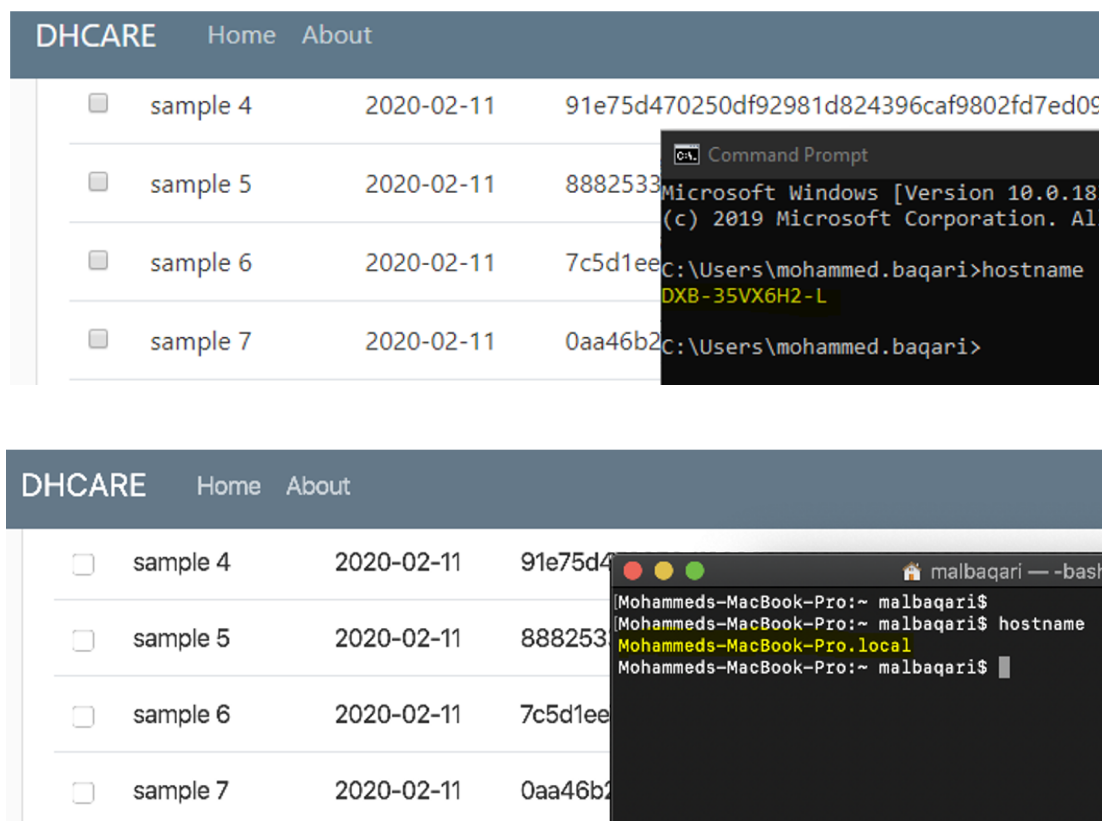 DHCARE Home About
sample 4 2020-02-11 91e75d470250df92981d824396caf9802fd7ed09
Command Prompt
sample 5 2020-02-11 8882533
Microsoft Windows [Version 10.0.18
(c) 2019 Microsoft Corporation. Al
sample 6 2020-02-11 7c5d1ee
C:\Users\mohammed.baqari>hostname
DXB-35VX6H2-L
sample 7 2020-02-11 0aa46b2
C:\Users\mohammed.baqari>
DHCARE Home About
sample 4 2020-02-11 91e75d4
malbaqari — -bash
[Mohammeds-MacBook-Pro:~ malbaqari$
[Mohammeds-MacBook-Pro:~ malbaqari$ hostname
sample 5 2020-02-11 888253
Mohammeds-MacBook-Pro.local
Mohammeds-MacBook-Pro:~ malbaqari$
sample 6 2020-02-11 7c5d1ee
sample 7 2020-02-11 0aa46b2